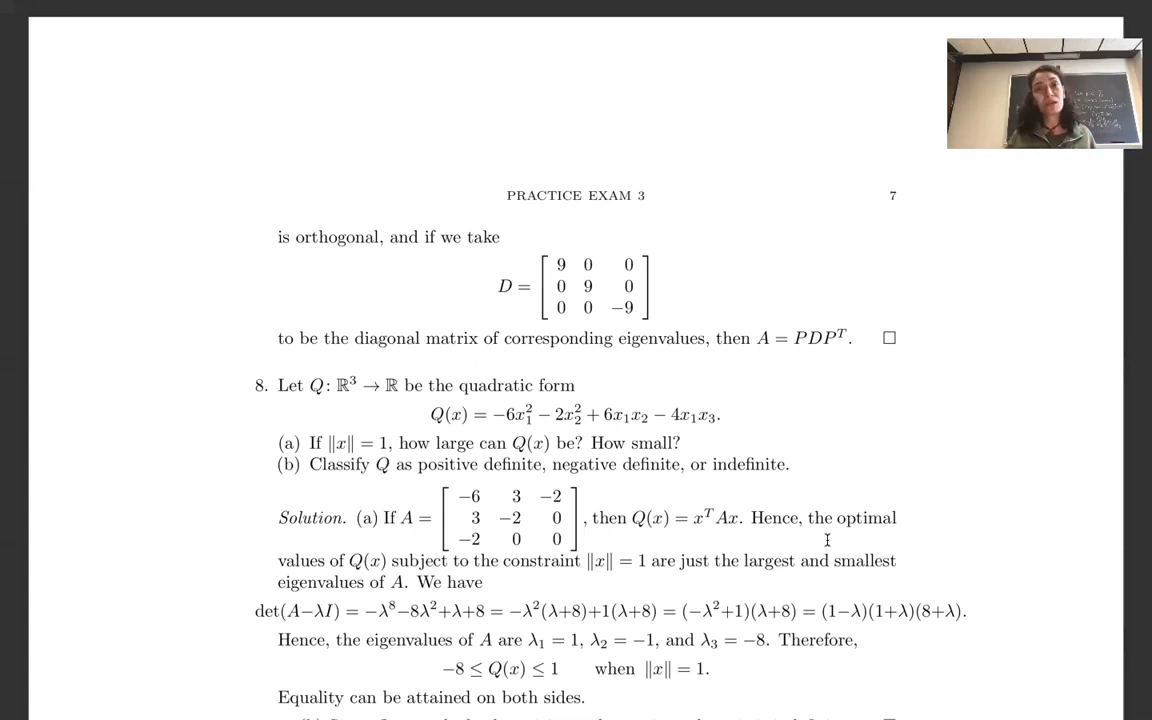 PRACTICE EXAM 3 7
is orthogonal, and if we take
D = [ 9 0 0
0 9 0
0 0 −9 ]
to be the diagonal matrix of corresponding eigenvalues, then A = PDP^T. □
8. Let Q: ℝ³ → ℝ be the quadratic form
Q(x) = −6x₁² − 2x₂² + 6x₁x₂ − 4x₁x₃.
(a) If ‖x‖ = 1, how large can Q(x) be? How small?
(b) Classify Q as positive definite, negative definite, or indefinite.
Solution. (a) If A = [ −6 3 −2
3 −2 0
−2 0 0 ], then Q(x) = x^T Ax. Hence, the optimal
values of Q(x) subject to the constraint ‖x‖ = 1 are just the largest and smallest
eigenvalues of A. We have
det(A−λI) = −λ⁸−8λ²+λ+8 = −λ²(λ+8)+1(λ+8) = (−λ²+1)(λ+8) = (1−λ)(1+λ)(8+λ).
Hence, the eigenvalues of A are λ₁ = 1, λ₂ = −1, and λ₃ = −8. Therefore,
−8 ≤ Q(x) ≤ 1 when ‖x‖ = 1.
Equality can be attained on both sides.